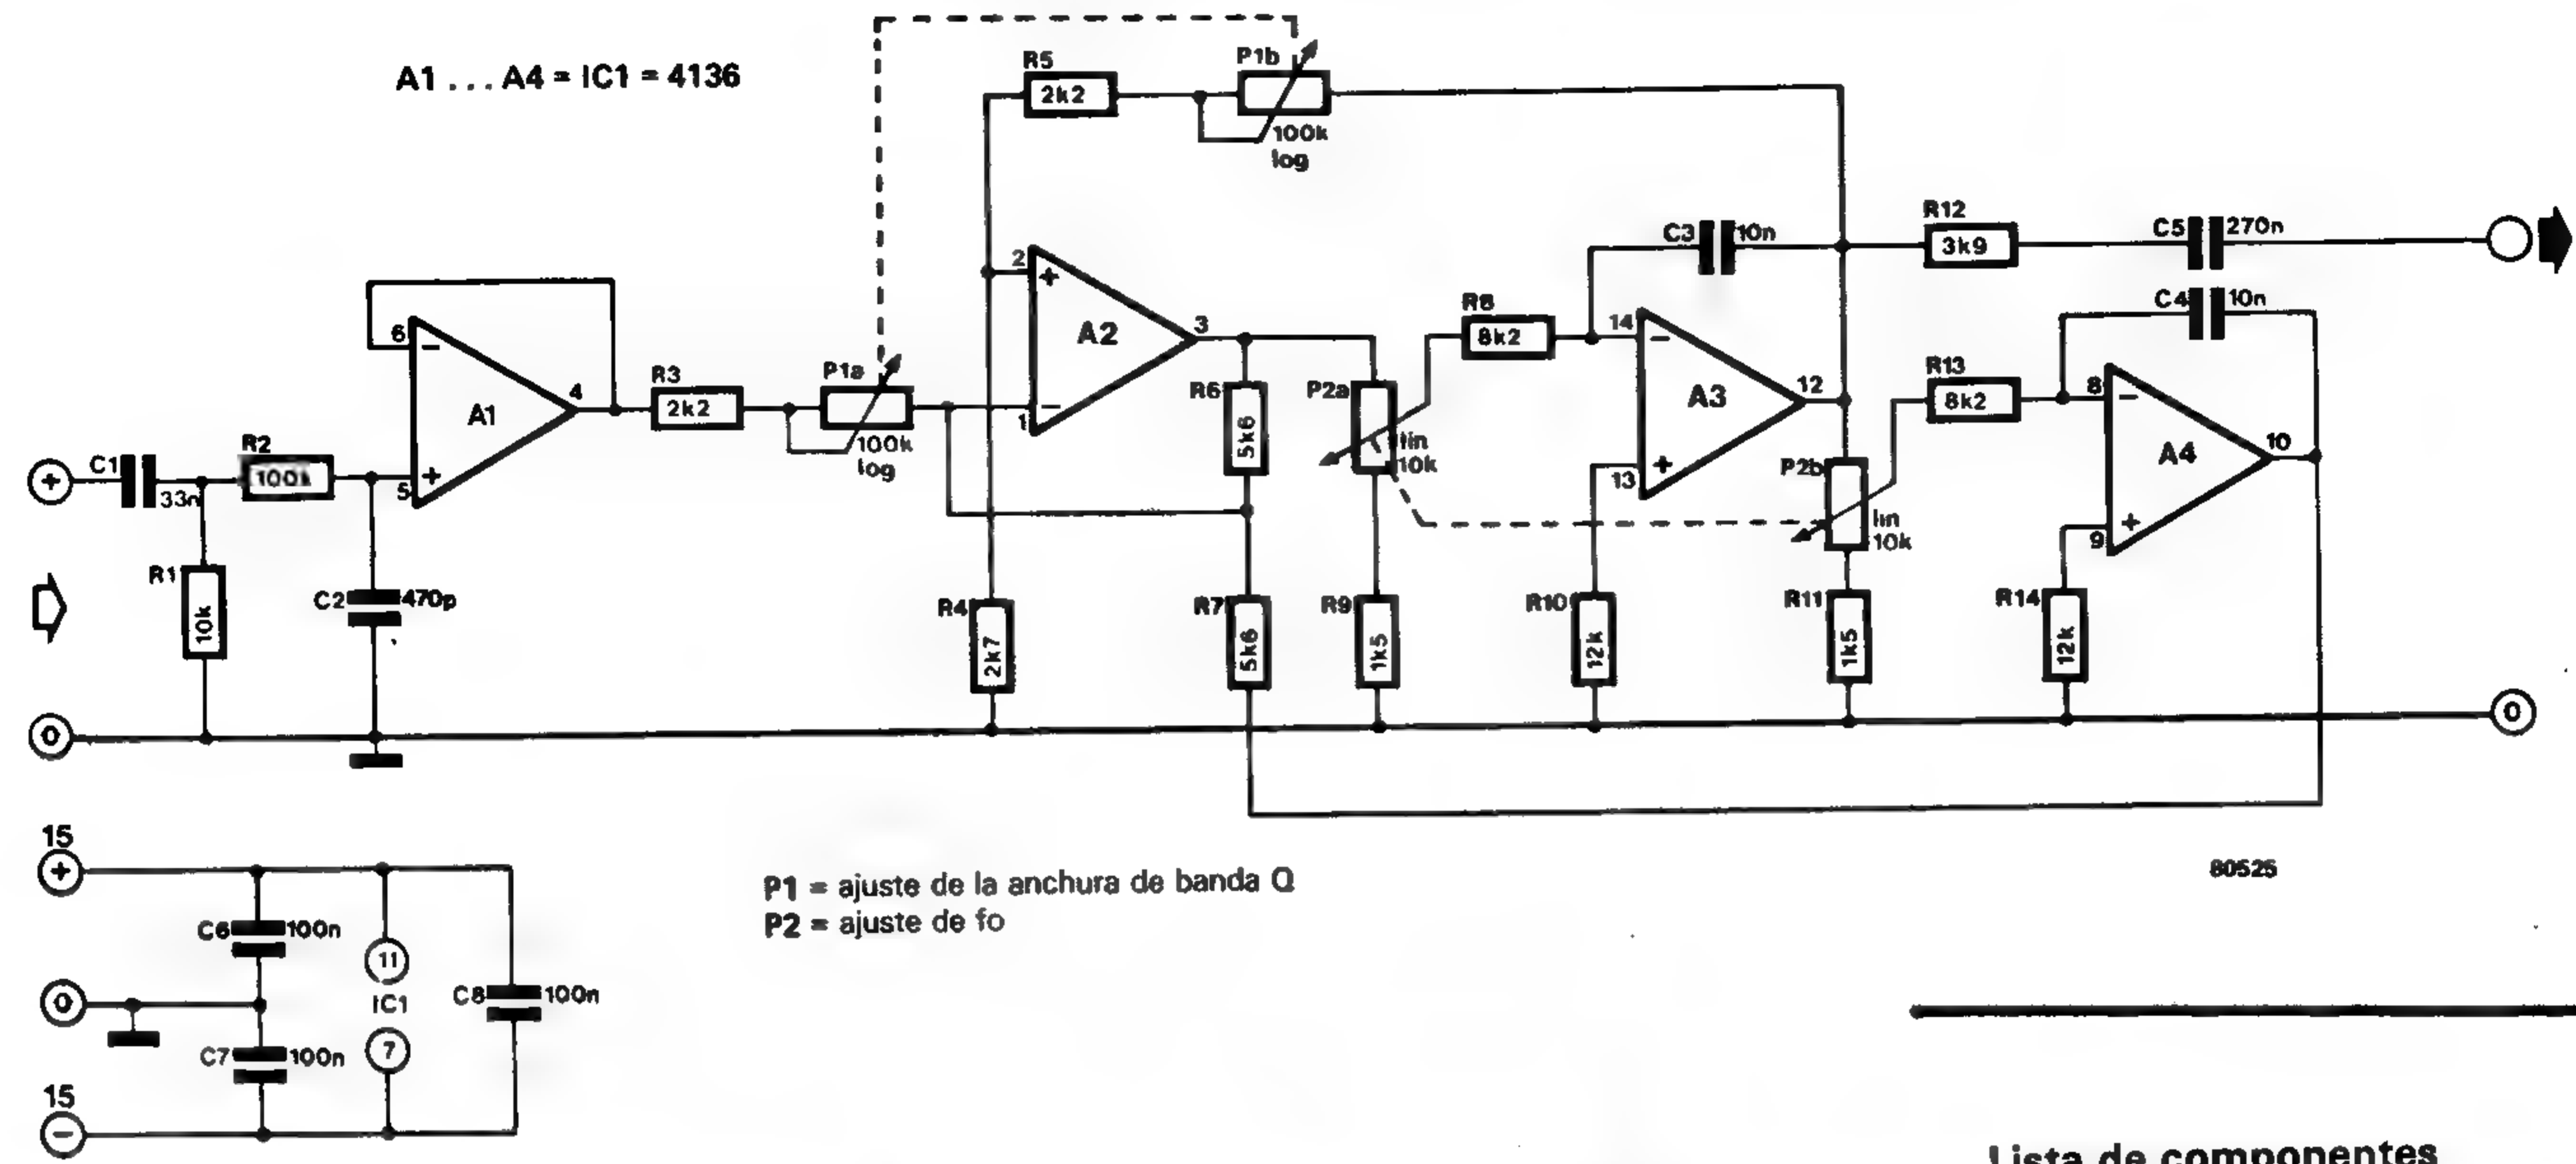 A1 ... A4 = IC1 = 4136
R5
2k2
P1b
100k
log
R3
2k2
P1a
100k
log
A1
6
5
4
+
C1
33n
R2
100k
R1
10k
C2
470p
0
2
+
A2
3
−
1
R4
2k7
R6
5k6
R7
5k6
P2a
lin
10k
R9
1k5
R8
8k2
C3
10n
14
−
A3
12
+
13
R10
12k
P2b
lin
10k
R11
1k5
R12
3k9
C5
270n
C4
10n
R13
8k2
8
−
A4
10
+
9
R14
12k
0
15
+
C6
100n
0
C7
100n
15
−
11
IC1
7
C8
100n
P1 = ajuste de la anchura de banda Q
P2 = ajuste de fo
80525
Lista de componentes